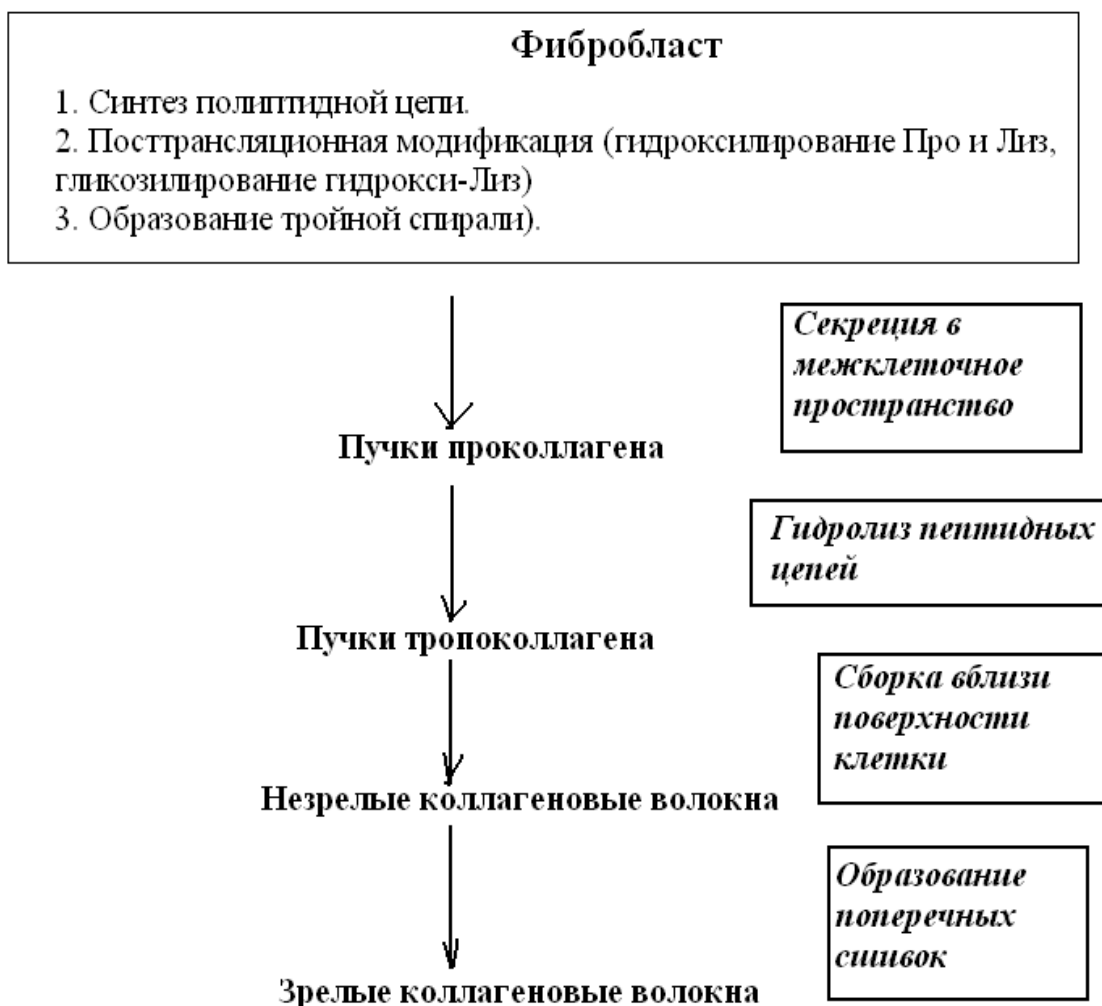 Фибробласт
1. Синтез полиптидной цепи.
2. Посттрансляционная модификация (гидроксилирование Про и Лиз,
гликозилирование гидрокси-Лиз)
3. Образование тройной спирали).
Секреция в
межклеточное
пространство
Пучки проколлагена
Гидролиз пептидных
цепей
Пучки тропоколлагена
Сборка вблизи
поверхности
клетки
Незрелые коллагеновые волокна
Образование
поперечных
сшивок
Зрелые коллагеновые волокна